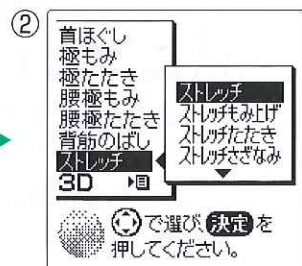 ②
首ほぐし
極もみ
極たたき
腰極もみ
腰極たたき
背筋のばし
ストレッチ
3D
ストレッチ
ストレッチもみ上げ
ストレッチたたき
ストレッチさざなみ
で選び、決定を
押してください。